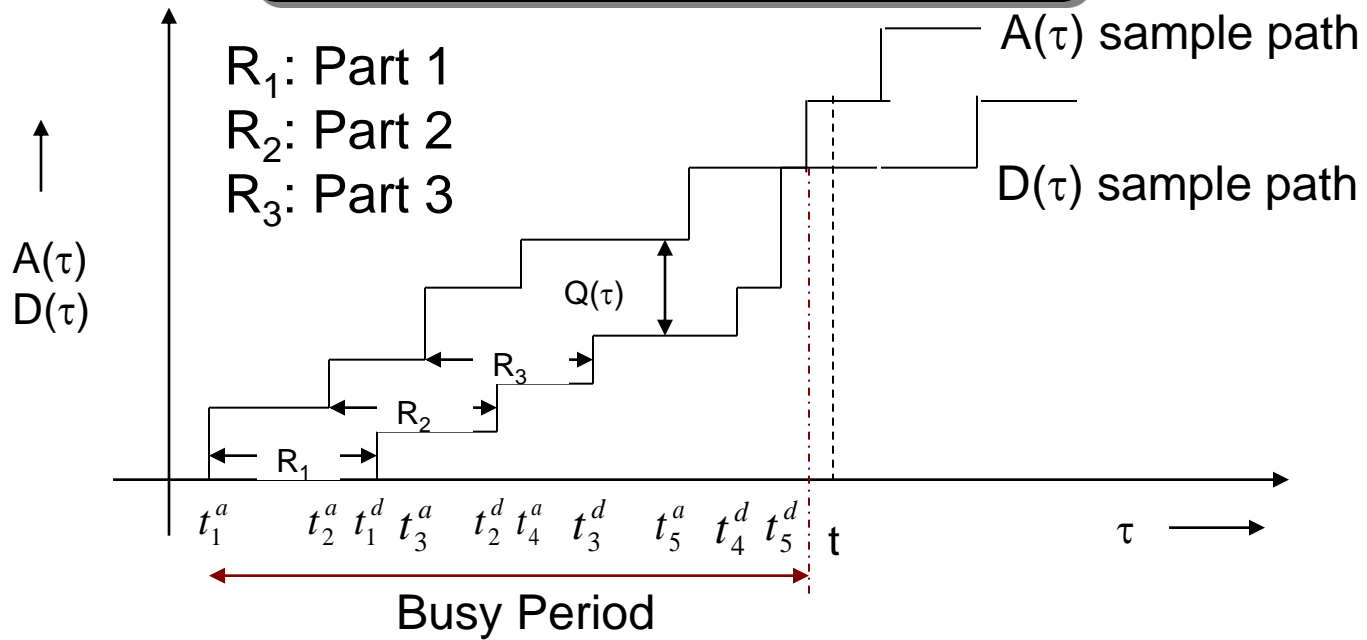 A(τ) sample path
R₁: Part 1
R₂: Part 2
R₃: Part 3
D(τ) sample path
A(τ)
D(τ)
Q(τ)
R₃
R₂
R₁
t₁ᵃ t₂ᵃ t₁ᵈ t₃ᵃ t₂ᵈ t₄ᵃ t₃ᵈ t₅ᵃ t₄ᵈ t₅ᵈ t τ
Busy Period